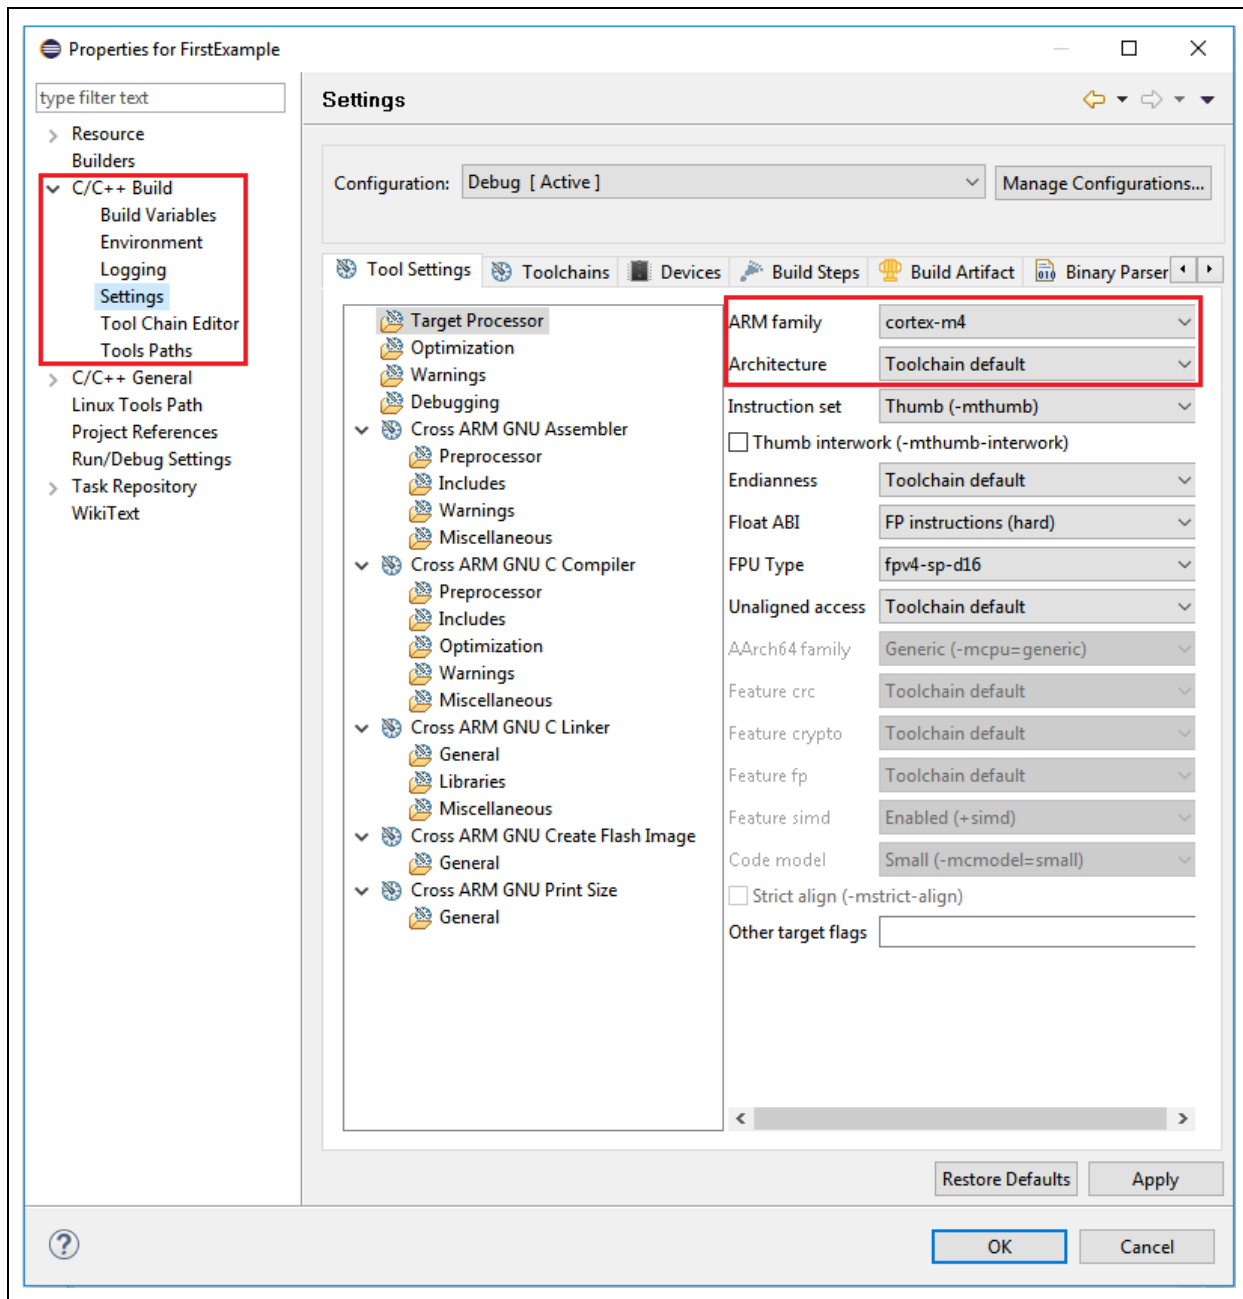 Properties for FirstExample
type filter text
Resource
Builders
C/C++ Build
Build Variables
Environment
Logging
Settings
Tool Chain Editor
Tools Paths
C/C++ General
Linux Tools Path
Project References
Run/Debug Settings
Task Repository
WikiText
Settings
Configuration: Debug [ Active ] Manage Configurations...
Tool Settings Toolchains Devices Build Steps Build Artifact Binary Parser
Target Processor
Optimization
Warnings
Debugging
Cross ARM GNU Assembler
Preprocessor
Includes
Warnings
Miscellaneous
Cross ARM GNU C Compiler
Preprocessor
Includes
Optimization
Warnings
Miscellaneous
Cross ARM GNU C Linker
General
Libraries
Miscellaneous
Cross ARM GNU Create Flash Image
General
Cross ARM GNU Print Size
General
ARM family cortex-m4
Architecture Toolchain default
Instruction set Thumb (-mthumb)
Thumb interwork (-mthumb-interwork)
Endianness Toolchain default
Float ABI FP instructions (hard)
FPU Type fpv4-sp-d16
Unaligned access Toolchain default
AArch64 family Generic (-mcpu=generic)
Feature crc Toolchain default
Feature crypto Toolchain default
Feature fp Toolchain default
Feature simd Enabled (+simd)
Code model Small (-mcmodel=small)
Strict align (-mstrict-align)
Other target flags
Restore Defaults Apply
OK Cancel